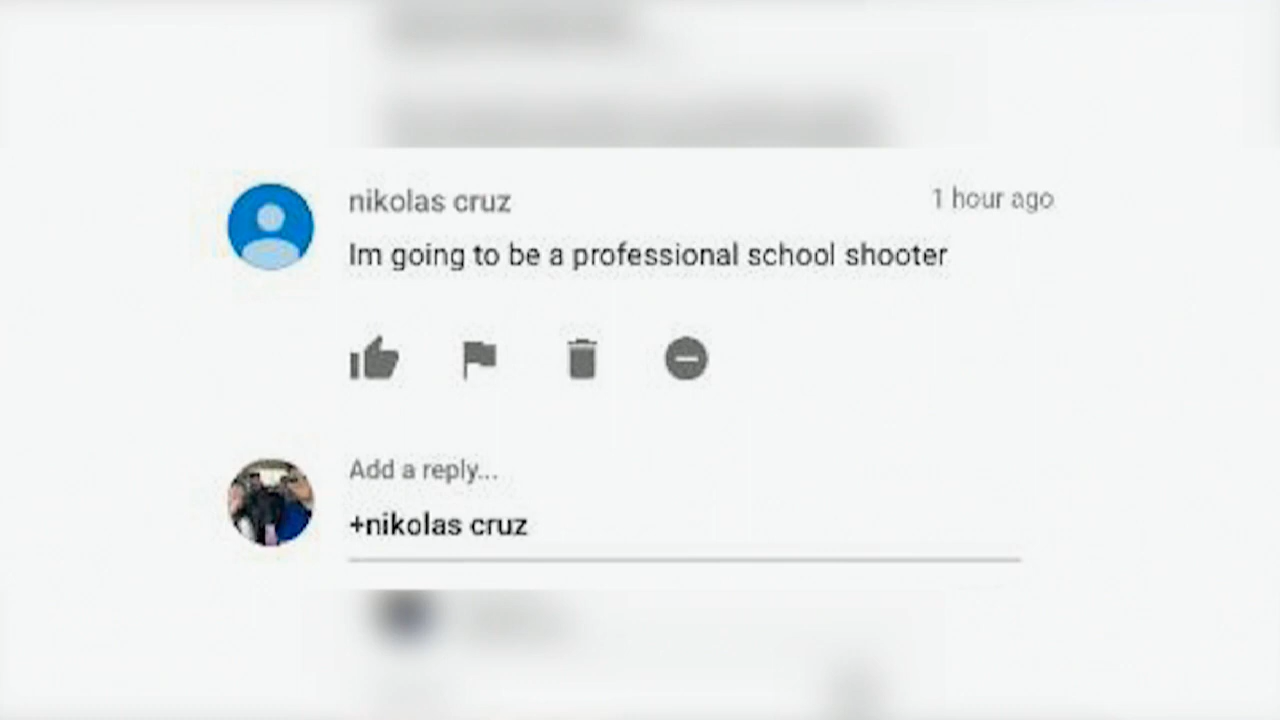 nikolas cruz
1 hour ago
Im going to be a professional school shooter
Add a reply...
+nikolas cruz